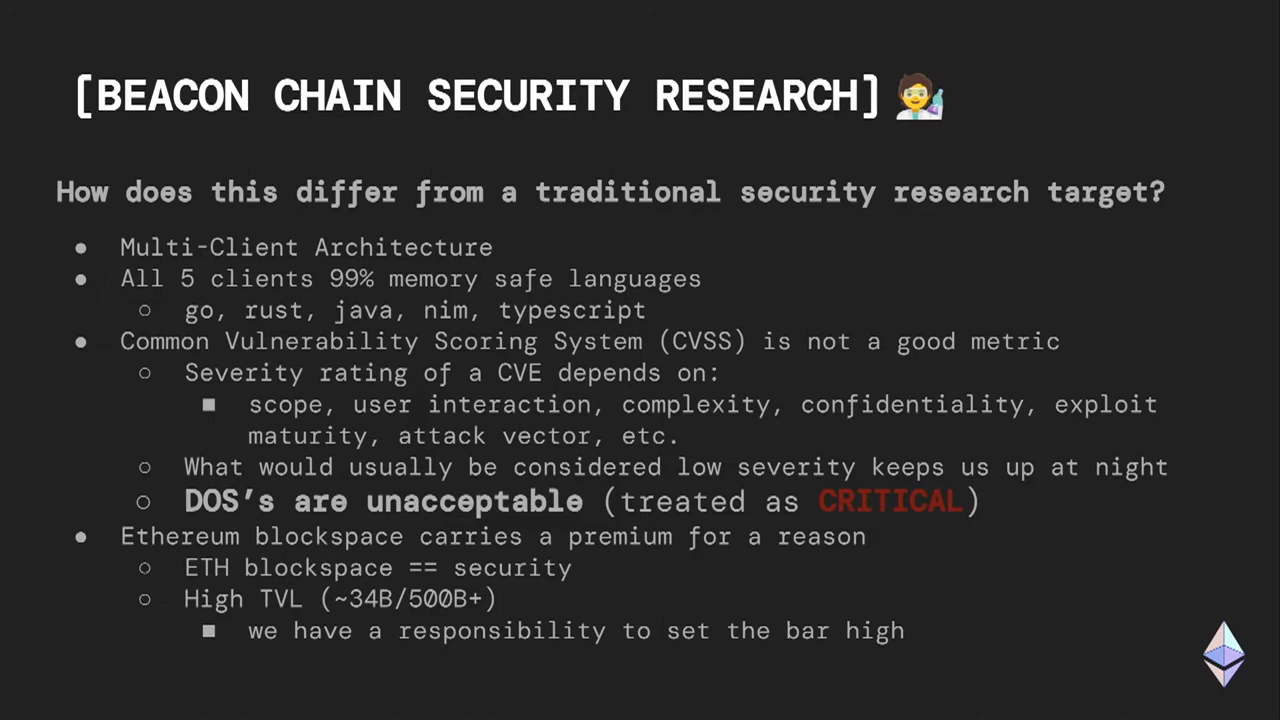 [BEACON CHAIN SECURITY RESEARCH] 🧑‍🔬
How does this differ from a traditional security research target?
● Multi-Client Architecture
● All 5 clients 99% memory safe languages
○ go, rust, java, nim, typescript
● Common Vulnerability Scoring System (CVSS) is not a good metric
○ Severity rating of a CVE depends on:
■ scope, user interaction, complexity, confidentiality, exploit
maturity, attack vector, etc.
○ What would usually be considered low severity keeps us up at night
○ DOS’s are unacceptable (treated as CRITICAL)
● Ethereum blockspace carries a premium for a reason
○ ETH blockspace == security
○ High TVL (~34B/500B+)
■ we have a responsibility to set the bar high